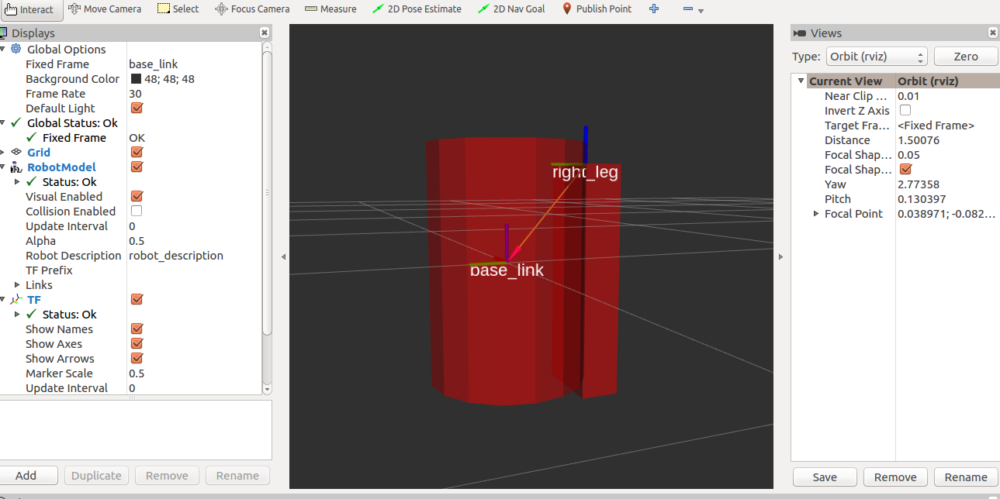 Interact Move Camera Select Focus Camera Measure 2D Pose Estimate 2D Nav Goal Publish Point
Displays
Global Options
Fixed Frame base_link
Background Color 48; 48; 48
Frame Rate 30
Default Light
Global Status: Ok
Fixed Frame OK
Grid
RobotModel
Status: Ok
Visual Enabled
Collision Enabled
Update Interval 0
Alpha 0.5
Robot Description robot_description
TF Prefix
Links
TF
Status: Ok
Show Names
Show Axes
Show Arrows
Marker Scale 0.5
Update Interval 0
Add Duplicate Remove Rename
right_leg
base_link
Views
Type: Orbit (rviz) Zero
Current View Orbit (rviz)
Near Clip ... 0.01
Invert Z Axis
Target Fra... <Fixed Frame>
Distance 1.50076
Focal Shap... 0.05
Focal Shap...
Yaw 2.77358
Pitch 0.130397
Focal Point 0.038971; -0.082...
Save Remove Rename